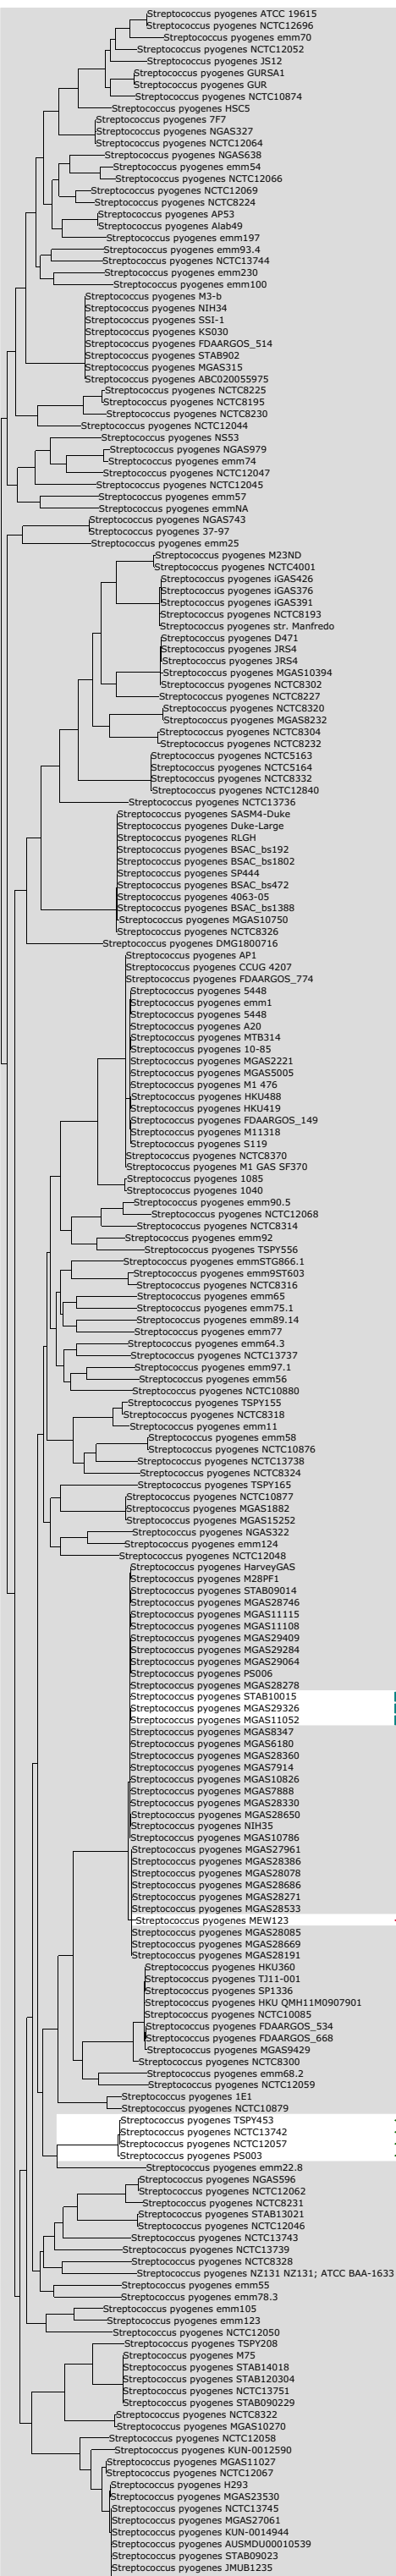 Streptococcus pyogenes ATCC 19615
Streptococcus pyogenes NCTC12696
Streptococcus pyogenes emm70
Streptococcus pyogenes NCTC12052
Streptococcus pyogenes JS12
Streptococcus pyogenes GURSA1
Streptococcus pyogenes GUR
Streptococcus pyogenes NCTC10874
Streptococcus pyogenes HSC5
Streptococcus pyogenes 7F7
Streptococcus pyogenes NGAS327
Streptococcus pyogenes NCTC12064
Streptococcus pyogenes NGAS638
Streptococcus pyogenes emm54
Streptococcus pyogenes NCTC12066
Streptococcus pyogenes NCTC12069
Streptococcus pyogenes NCTC8224
Streptococcus pyogenes AP53
Streptococcus pyogenes Alab49
Streptococcus pyogenes emm197
Streptococcus pyogenes emm93.4
Streptococcus pyogenes NCTC13744
Streptococcus pyogenes emm230
Streptococcus pyogenes emm100
Streptococcus pyogenes M3-b
Streptococcus pyogenes NIH34
Streptococcus pyogenes SSI-1
Streptococcus pyogenes KS030
Streptococcus pyogenes FDAARGOS_514
Streptococcus pyogenes STAB902
Streptococcus pyogenes MGAS315
Streptococcus pyogenes ABC020055975
Streptococcus pyogenes NCTC8225
Streptococcus pyogenes NCTC8195
Streptococcus pyogenes NCTC8230
Streptococcus pyogenes NCTC12044
Streptococcus pyogenes NS53
Streptococcus pyogenes NGAS979
Streptococcus pyogenes emm74
Streptococcus pyogenes NCTC12047
Streptococcus pyogenes NCTC12045
Streptococcus pyogenes emm57
Streptococcus pyogenes emmNA
Streptococcus pyogenes NGAS743
Streptococcus pyogenes 37-97
Streptococcus pyogenes emm25
Streptococcus pyogenes M23ND
Streptococcus pyogenes NCTC4001
Streptococcus pyogenes iGAS426
Streptococcus pyogenes iGAS376
Streptococcus pyogenes iGAS391
Streptococcus pyogenes NCTC8193
Streptococcus pyogenes str. Manfredo
Streptococcus pyogenes D471
Streptococcus pyogenes JRS4
Streptococcus pyogenes JRS4
Streptococcus pyogenes MGAS10394
Streptococcus pyogenes NCTC8302
Streptococcus pyogenes NCTC8227
Streptococcus pyogenes NCTC8320
Streptococcus pyogenes MGAS8232
Streptococcus pyogenes NCTC8304
Streptococcus pyogenes NCTC8232
Streptococcus pyogenes NCTC5163
Streptococcus pyogenes NCTC5164
Streptococcus pyogenes NCTC8332
Streptococcus pyogenes NCTC12840
Streptococcus pyogenes NCTC13736
Streptococcus pyogenes SASM4-Duke
Streptococcus pyogenes Duke-Large
Streptococcus pyogenes RLGH
Streptococcus pyogenes BSAC_bs192
Streptococcus pyogenes BSAC_bs1802
Streptococcus pyogenes SP444
Streptococcus pyogenes BSAC_bs472
Streptococcus pyogenes 4063-05
Streptococcus pyogenes BSAC_bs1388
Streptococcus pyogenes MGAS10750
Streptococcus pyogenes NCTC8326
Streptococcus pyogenes DMG1800716
Streptococcus pyogenes AP1
Streptococcus pyogenes CCUG 4207
Streptococcus pyogenes FDAARGOS_774
Streptococcus pyogenes 5448
Streptococcus pyogenes emm1
Streptococcus pyogenes 5448
Streptococcus pyogenes A20
Streptococcus pyogenes MTB314
Streptococcus pyogenes 10-85
Streptococcus pyogenes MGAS2221
Streptococcus pyogenes MGAS5005
Streptococcus pyogenes M1 476
Streptococcus pyogenes HKU488
Streptococcus pyogenes HKU419
Streptococcus pyogenes FDAARGOS_149
Streptococcus pyogenes M11318
Streptococcus pyogenes S119
Streptococcus pyogenes NCTC8370
Streptococcus pyogenes M1 GAS SF370
Streptococcus pyogenes 1085
Streptococcus pyogenes 1040
Streptococcus pyogenes emm90.5
Streptococcus pyogenes NCTC12068
Streptococcus pyogenes NCTC8314
Streptococcus pyogenes emm92
Streptococcus pyogenes TSPY556
Streptococcus pyogenes emmSTG866.1
Streptococcus pyogenes emm9ST603
Streptococcus pyogenes NCTC8316
Streptococcus pyogenes emm65
Streptococcus pyogenes emm75.1
Streptococcus pyogenes emm89.14
Streptococcus pyogenes emm77
Streptococcus pyogenes emm64.3
Streptococcus pyogenes NCTC13737
Streptococcus pyogenes emm97.1
Streptococcus pyogenes emm56
Streptococcus pyogenes NCTC10880
Streptococcus pyogenes TSPY155
Streptococcus pyogenes NCTC8318
Streptococcus pyogenes emm11
Streptococcus pyogenes emm58
Streptococcus pyogenes NCTC10876
Streptococcus pyogenes NCTC13738
Streptococcus pyogenes NCTC8324
Streptococcus pyogenes TSPY165
Streptococcus pyogenes NCTC10877
Streptococcus pyogenes MGAS1882
Streptococcus pyogenes MGAS15252
Streptococcus pyogenes NGAS322
Streptococcus pyogenes emm124
Streptococcus pyogenes NCTC12048
Streptococcus pyogenes HarveyGAS
Streptococcus pyogenes M28PF1
Streptococcus pyogenes STAB09014
Streptococcus pyogenes MGAS28746
Streptococcus pyogenes MGAS11115
Streptococcus pyogenes MGAS11108
Streptococcus pyogenes MGAS29409
Streptococcus pyogenes MGAS29284
Streptococcus pyogenes MGAS29064
Streptococcus pyogenes PS006
Streptococcus pyogenes MGAS28278
Streptococcus pyogenes STAB10015
Streptococcus pyogenes MGAS29326
Streptococcus pyogenes MGAS11052
Streptococcus pyogenes MGAS8347
Streptococcus pyogenes MGAS6180
Streptococcus pyogenes MGAS28360
Streptococcus pyogenes MGAS7914
Streptococcus pyogenes MGAS10826
Streptococcus pyogenes MGAS7888
Streptococcus pyogenes MGAS28330
Streptococcus pyogenes MGAS28650
Streptococcus pyogenes NIH35
Streptococcus pyogenes MGAS10786
Streptococcus pyogenes MGAS27961
Streptococcus pyogenes MGAS28386
Streptococcus pyogenes MGAS28078
Streptococcus pyogenes MGAS28686
Streptococcus pyogenes MGAS28271
Streptococcus pyogenes MGAS28533
Streptococcus pyogenes MEW123
Streptococcus pyogenes MGAS28085
Streptococcus pyogenes MGAS28669
Streptococcus pyogenes MGAS28191
Streptococcus pyogenes HKU360
Streptococcus pyogenes TJ11-001
Streptococcus pyogenes SP1336
Streptococcus pyogenes HKU QMH11M0907901
Streptococcus pyogenes NCTC10085
Streptococcus pyogenes FDAARGOS_534
Streptococcus pyogenes FDAARGOS_668
Streptococcus pyogenes MGAS9429
Streptococcus pyogenes NCTC8300
Streptococcus pyogenes emm68.2
Streptococcus pyogenes NCTC12059
Streptococcus pyogenes 1E1
Streptococcus pyogenes NCTC10879
Streptococcus pyogenes TSPY453
Streptococcus pyogenes NCTC13742
Streptococcus pyogenes NCTC12057
Streptococcus pyogenes PS003
Streptococcus pyogenes emm22.8
Streptococcus pyogenes NGAS596
Streptococcus pyogenes NCTC12062
Streptococcus pyogenes NCTC8231
Streptococcus pyogenes STAB13021
Streptococcus pyogenes NCTC12046
Streptococcus pyogenes NCTC13743
Streptococcus pyogenes NCTC13739
Streptococcus pyogenes NCTC8328
Streptococcus pyogenes NZ131 NZ131; ATCC BAA-1633
Streptococcus pyogenes emm55
Streptococcus pyogenes emm78.3
Streptococcus pyogenes emm105
Streptococcus pyogenes emm123
Streptococcus pyogenes NCTC12050
Streptococcus pyogenes TSPY208
Streptococcus pyogenes M75
Streptococcus pyogenes STAB14018
Streptococcus pyogenes STAB120304
Streptococcus pyogenes NCTC13751
Streptococcus pyogenes STAB090229
Streptococcus pyogenes NCTC8322
Streptococcus pyogenes MGAS10270
Streptococcus pyogenes NCTC12058
Streptococcus pyogenes KUN-0012590
Streptococcus pyogenes MGAS11027
Streptococcus pyogenes NCTC12067
Streptococcus pyogenes H293
Streptococcus pyogenes MGAS23530
Streptococcus pyogenes NCTC13745
Streptococcus pyogenes MGAS27061
Streptococcus pyogenes KUN-0014944
Streptococcus pyogenes AUSMDU00010539
Streptococcus pyogenes STAB09023
Streptococcus pyogenes JMUB1235